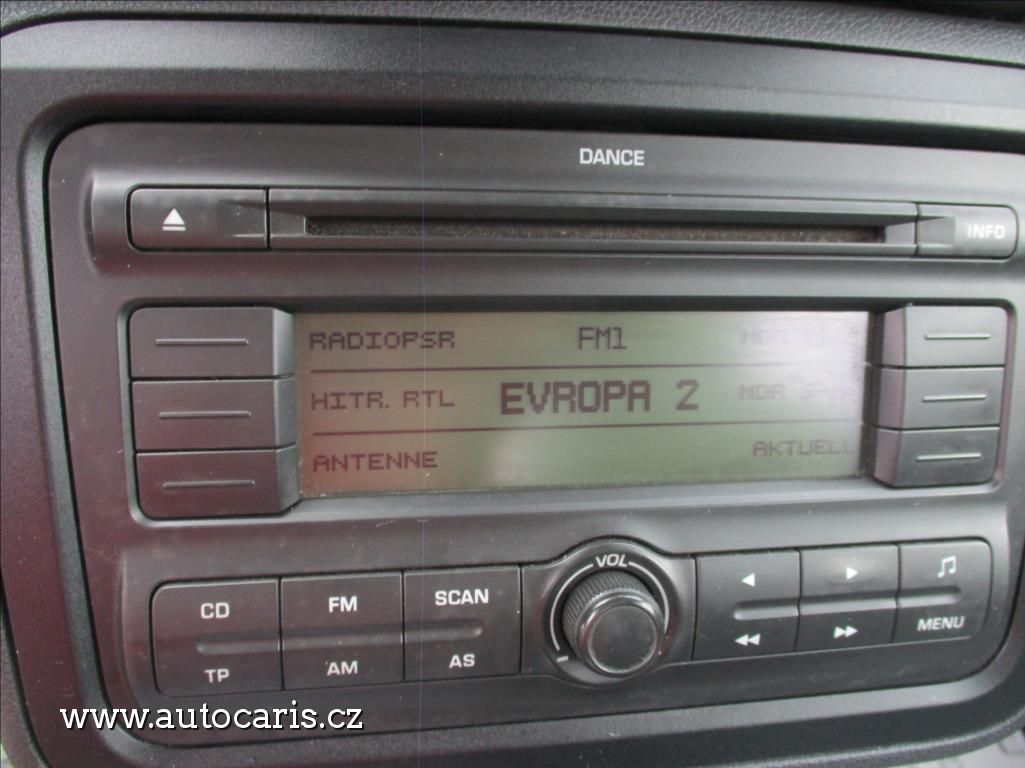 DANCE
INFO
RADIOPSR FM1
HITR. RTL EVROPA 2 MDR S-
ANTENNE AKTUELL
CD FM SCAN VOL
TP AM AS MENU
www.autocaris.cz